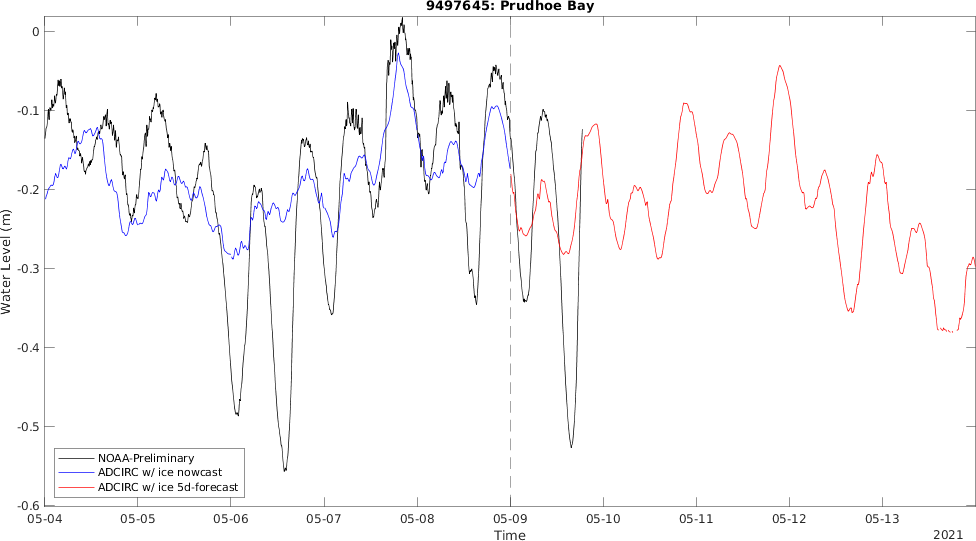 9497645: Prudhoe Bay
0
-0.1
-0.2
-0.3
-0.4
-0.5
-0.6
Water Level (m)
NOAA-Preliminary
ADCIRC w/ ice nowcast
ADCIRC w/ ice 5d-forecast
05-04 05-05 05-06 05-07 05-08 05-09 05-10 05-11 05-12 05-13
Time
2021